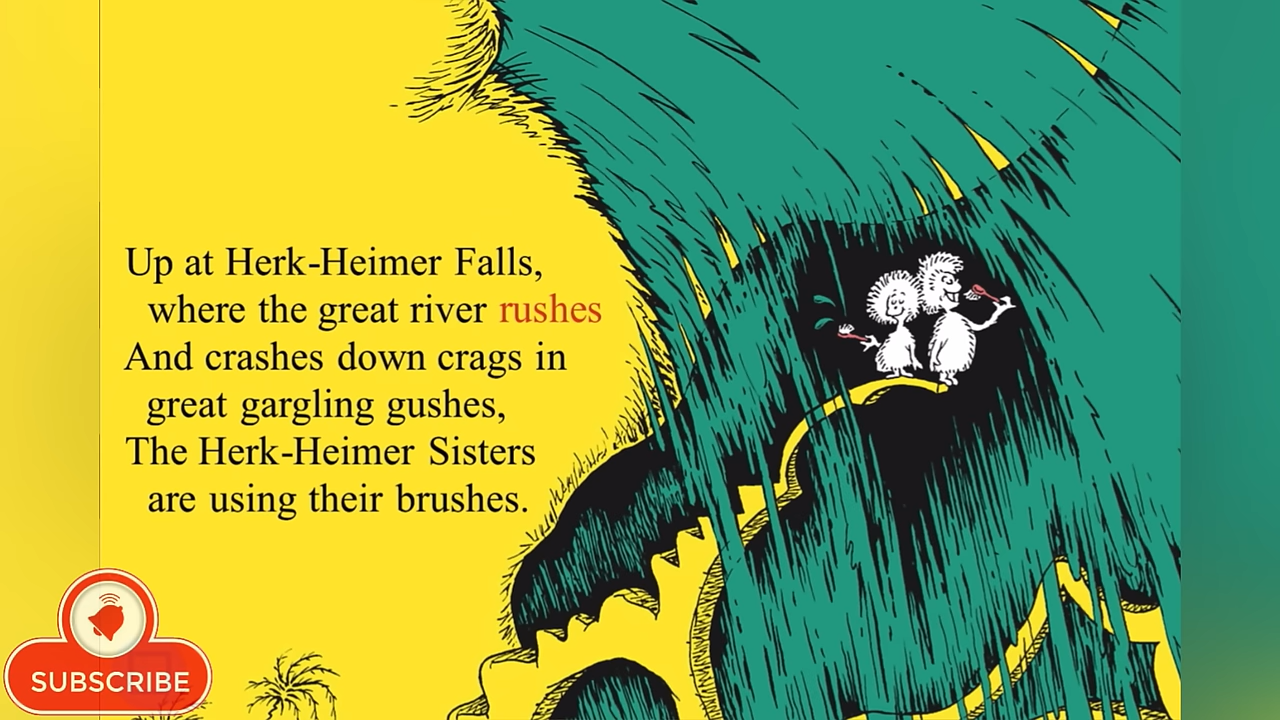 Up at Herk-Heimer Falls,
where the great river rushes
And crashes down crags in
great gargling gushes,
The Herk-Heimer Sisters
are using their brushes.
SUBSCRIBE